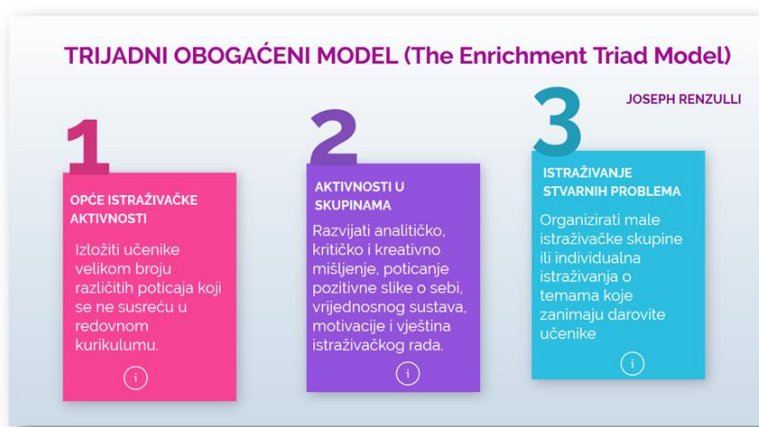 TRIJADNI OBOGAĆENI MODEL (The Enrichment Triad Model)
JOSEPH RENZULLI
1
OPĆE ISTRAŽIVAČKE
AKTIVNOSTI
Izložiti učenike
velikom broju
različitih poticaja koji
se ne susreću u
redovnom
kurikulumu.
i
2
AKTIVNOSTI U
SKUPINAMA
Razvijati analitičko,
kritičko i kreativno
mišljenje, poticanje
pozitivne slike o sebi,
vrijednosnog sustava,
motivacije i vještina
istraživačkog rada.
i
3
ISTRAŽIVANJE
STVARNIH PROBLEMA
Organizirati male
istraživačke skupine
ili individualna
istraživanja o
temama koje
zanimaju darovite
učenike
i